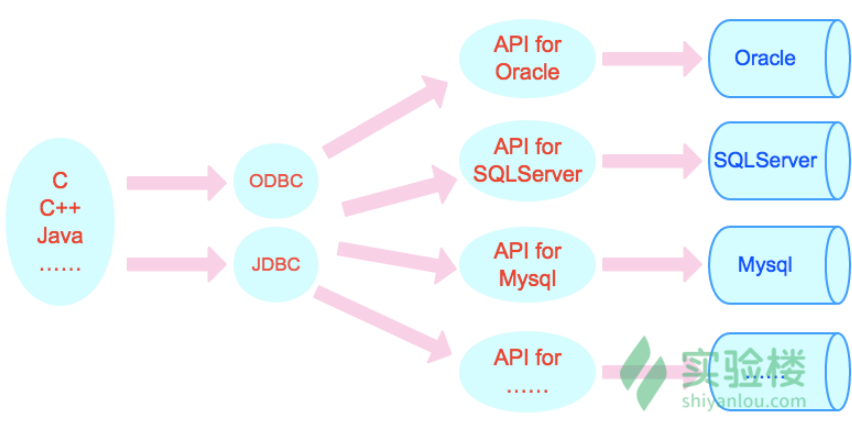 C
C++
Java
……
ODBC
JDBC
API for
Oracle
API for
SQLServer
API for
Mysql
API for
……
Oracle
SQLServer
Mysql
……
实验楼
shiyanlou.com